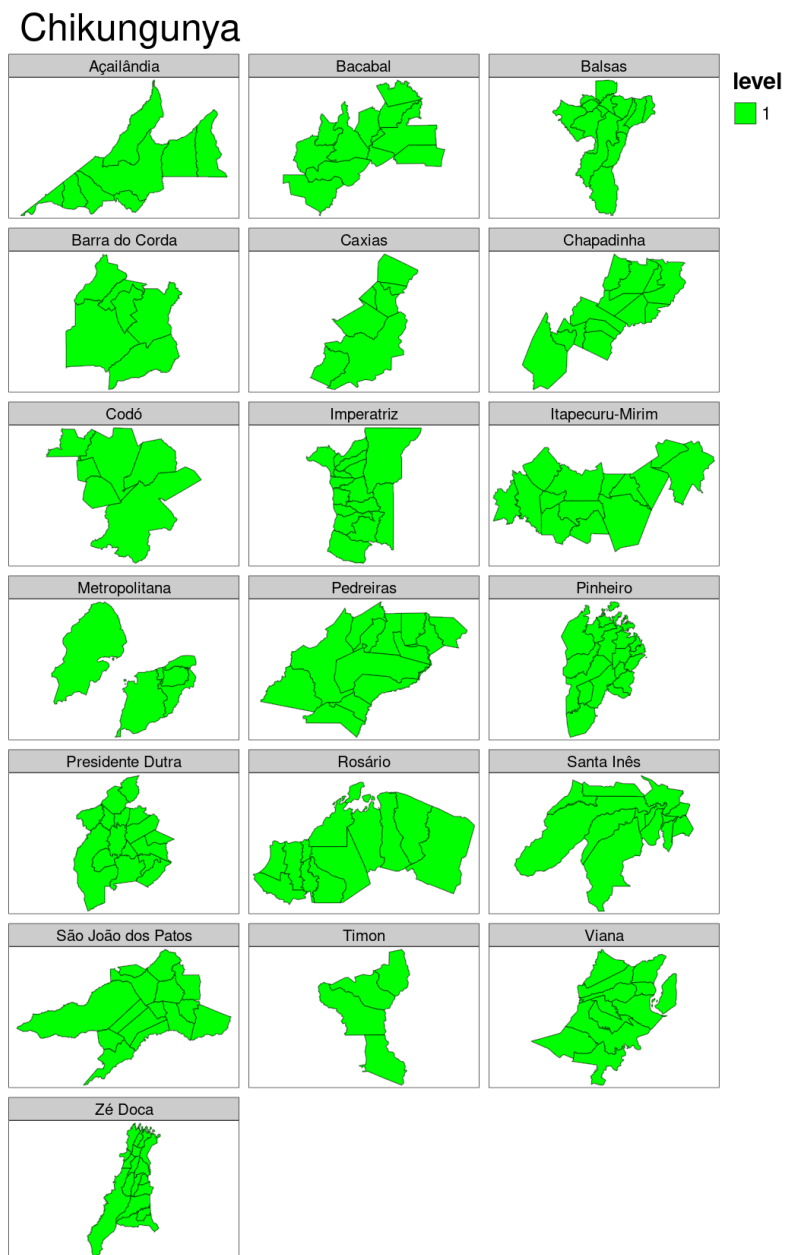 Chikungunya
Açailândia
Bacabal
Balsas
level
1
Barra do Corda
Caxias
Chapadinha
Codó
Imperatriz
Itapecuru-Mirim
Metropolitana
Pedreiras
Pinheiro
Presidente Dutra
Rosário
Santa Inês
São João dos Patos
Timon
Viana
Zé Doca